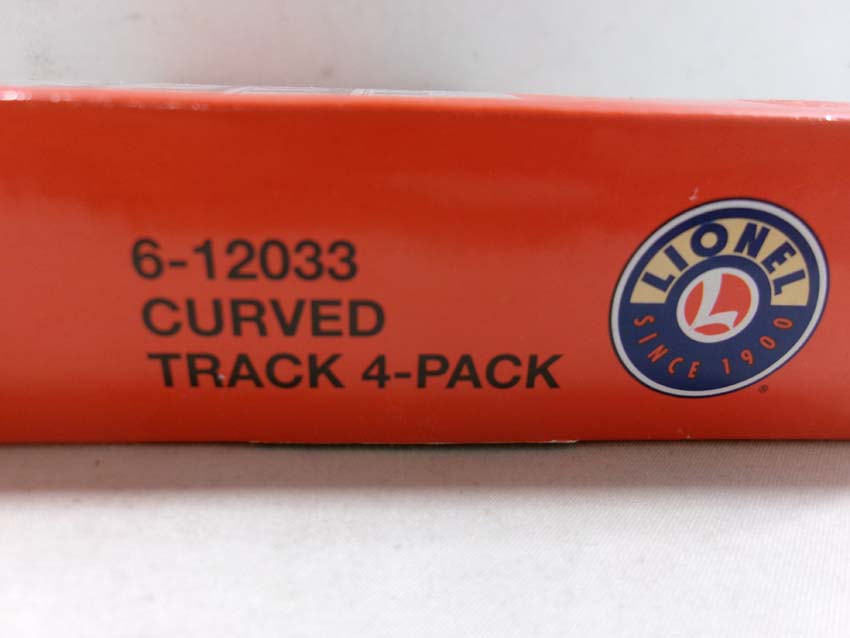 6-12033
CURVED
TRACK 4-PACK
LIONEL
L
SINCE 1900
®